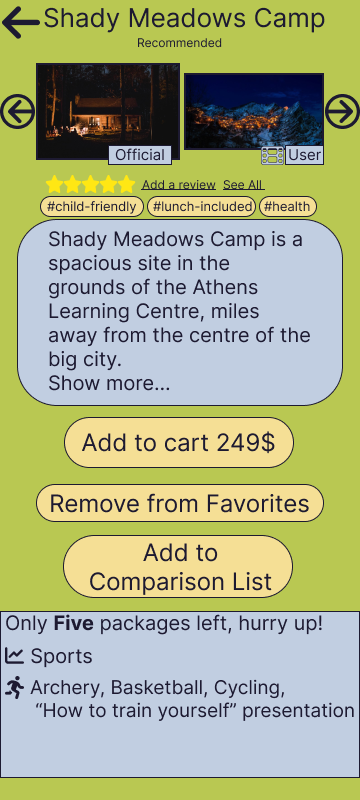 Shady Meadows Camp
Recommended
Official
User
Add a review See All
#child-friendly #lunch-included #health
Shady Meadows Camp is a
spacious site in the
grounds of the Athens
Learning Centre, miles
away from the centre of the
big city.
Show more...
Add to cart 249$
Remove from Favorites
Add to
Comparison List
Only Five packages left, hurry up!
Sports
Archery, Basketball, Cycling,
“How to train yourself” presentation